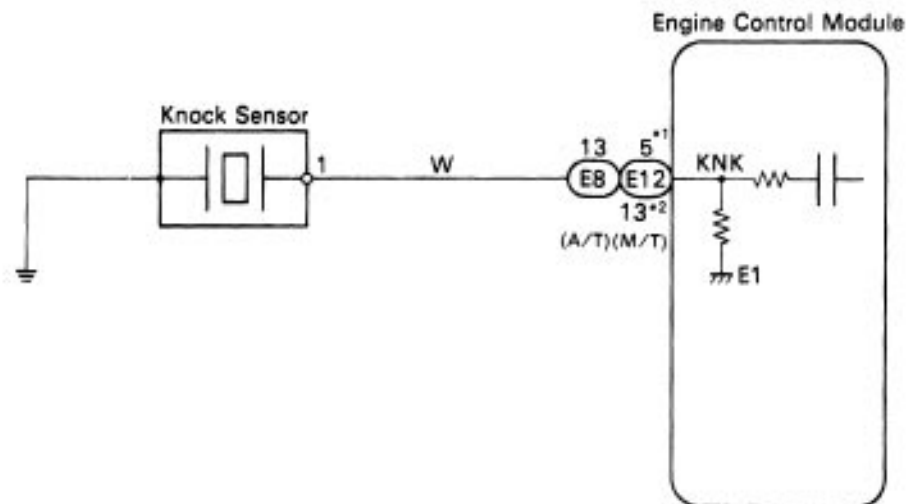 Engine Control Module
Knock Sensor
1
W
13
5*1
E8
E12
KNK
13*2
(A/T)(M/T)
E1